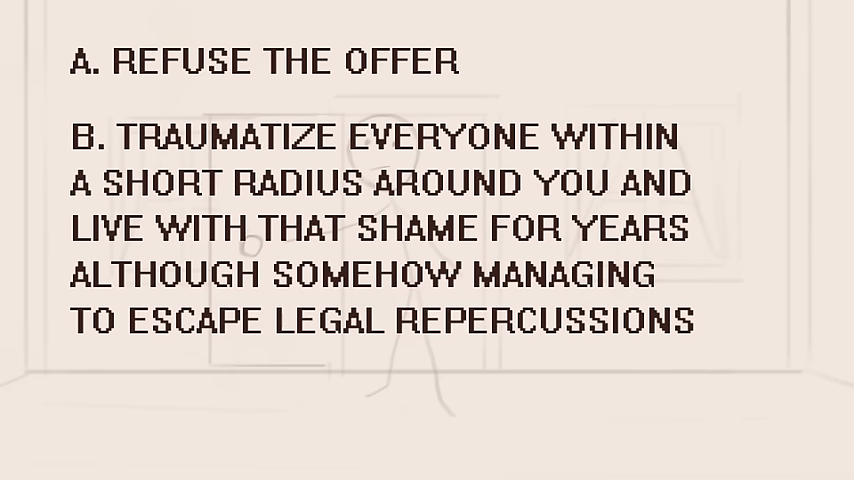 A. REFUSE THE OFFER
B. TRAUMATIZE EVERYONE WITHIN
A SHORT RADIUS AROUND YOU AND
LIVE WITH THAT SHAME FOR YEARS
ALTHOUGH SOMEHOW MANAGING
TO ESCAPE LEGAL REPERCUSSIONS